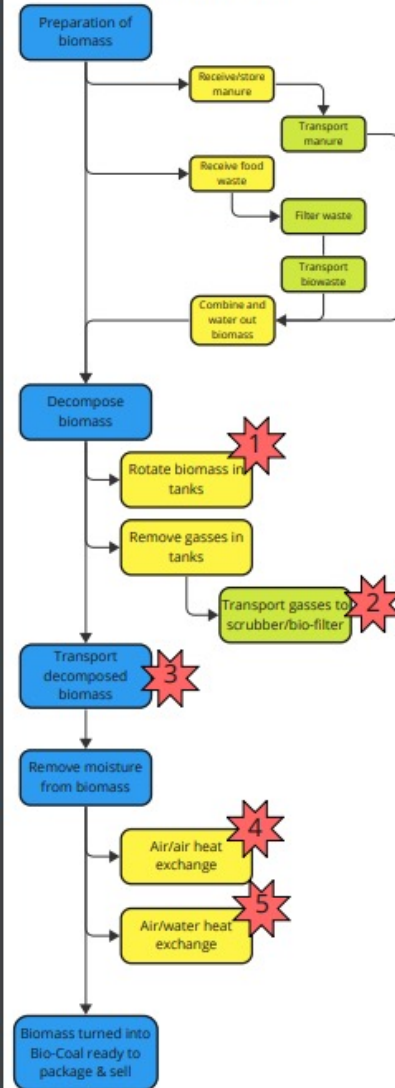 Preparation of
biomass
Receive/store
manure
Transport
manure
Receive food
waste
Filter waste
Transport
biowaste
Combine and
water out
biomass
Decompose
biomass
1
Rotate biomass in
tanks
Remove gasses in
tanks
Transport gasses to
scrubber/bio-filter
2
Transport
decomposed
biomass
3
Remove moisture
from biomass
4
Air/air heat
exchange
5
Air/water heat
exchange
Biomass turned into
Bio-Coal ready to
package & sell